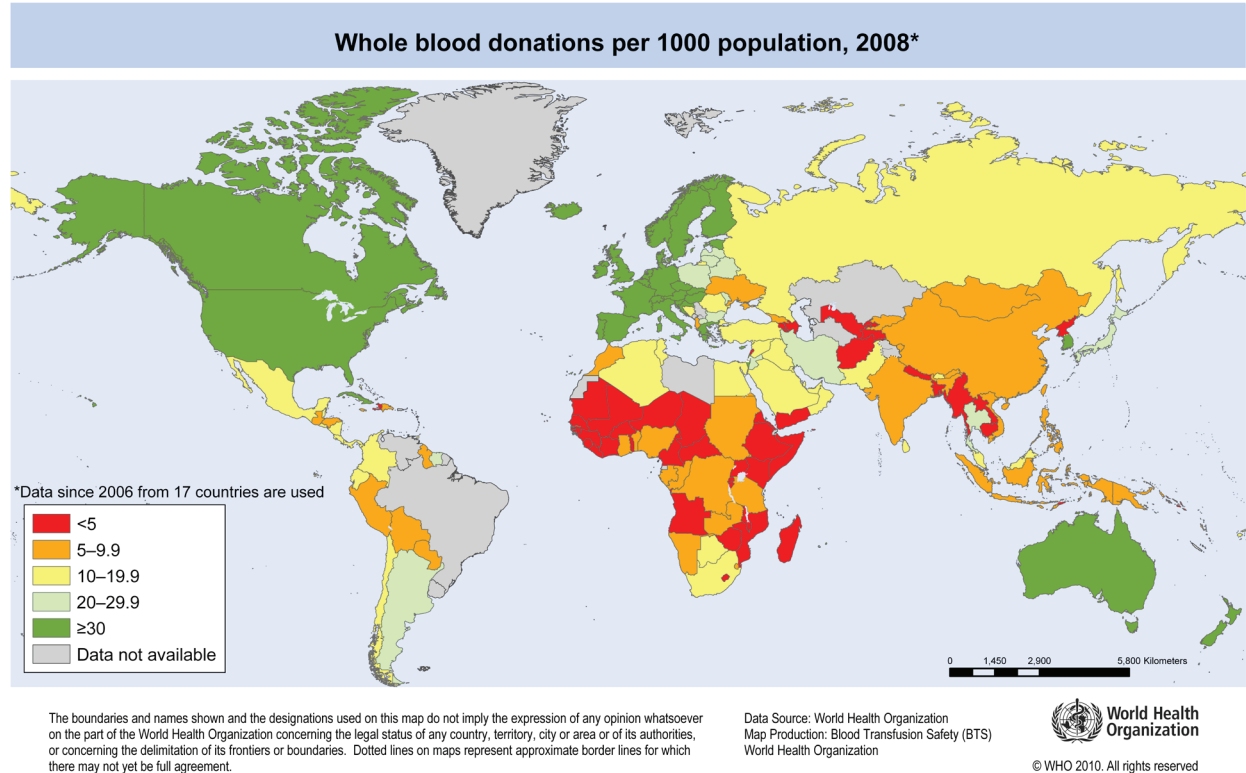 Whole blood donations per 1000 population, 2008*
*Data since 2006 from 17 countries are used
<5
5–9.9
10–19.9
20–29.9
≥30
Data not available
0 1,450 2,900 5,800 Kilometers
The boundaries and names shown and the designations used on this map do not imply the expression of any opinion whatsoever
on the part of the World Health Organization concerning the legal status of any country, territory, city or area or of its authorities,
or concerning the delimitation of its frontiers or boundaries. Dotted lines on maps represent approximate border lines for which
there may not yet be full agreement.
Data Source: World Health Organization
Map Production: Blood Transfusion Safety (BTS)
World Health Organization
World Health
Organization
© WHO 2010. All rights reserved